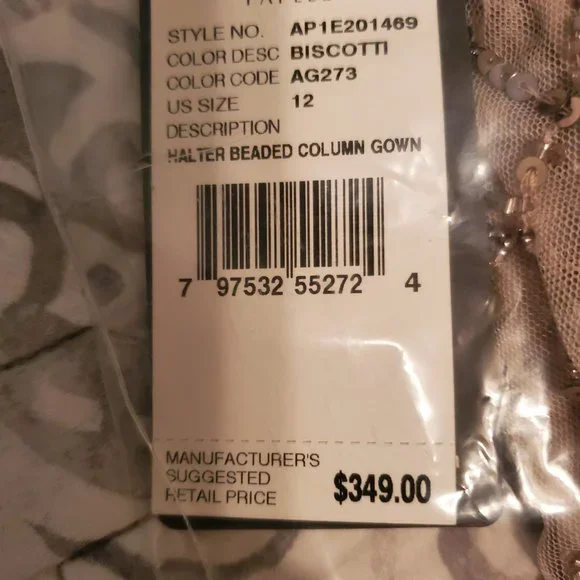 STYLE NO. AP1E201469
COLOR DESC BISCOTTI
COLOR CODE AG273
US SIZE 12
DESCRIPTION
HALTER BEADED COLUMN GOWN
7 97532 55272 4
MANUFACTURER'S
SUGGESTED
RETAIL PRICE $349.00